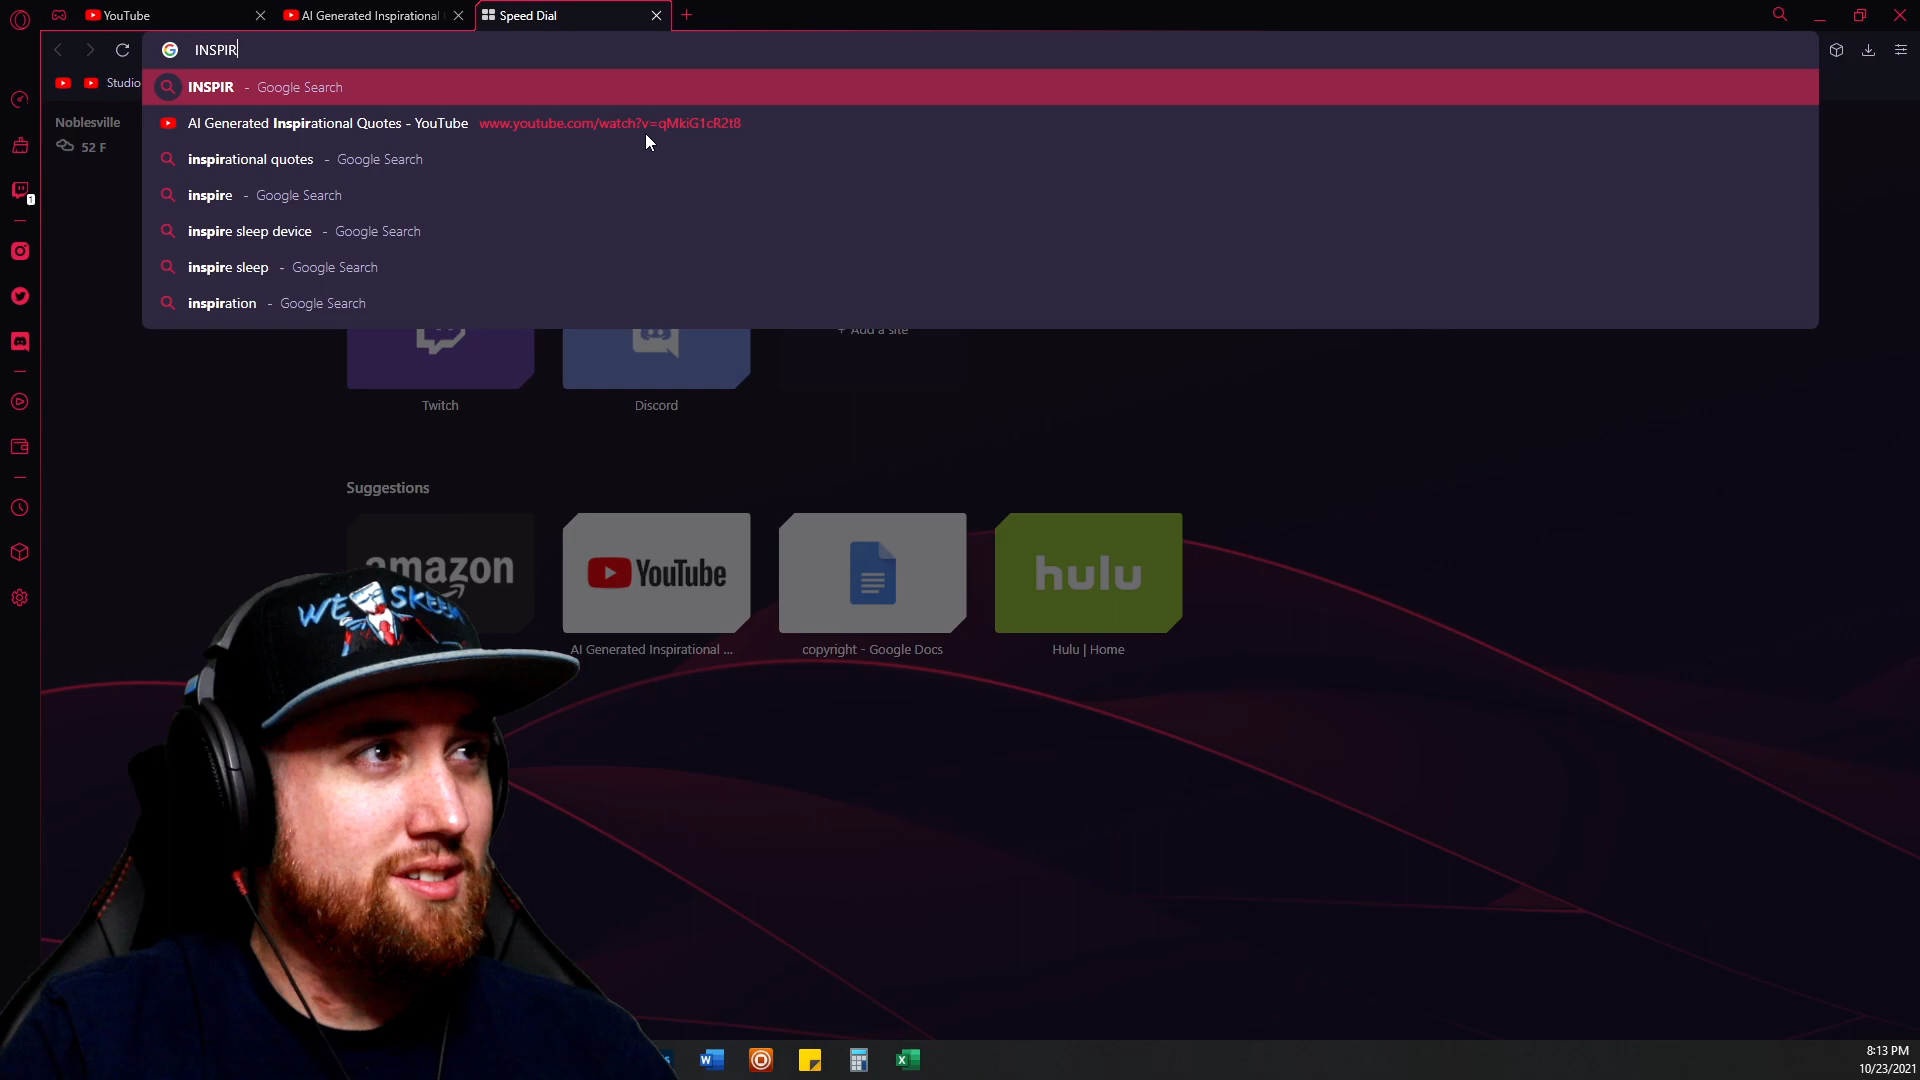 YouTube
AI Generated Inspirational
Speed Dial
INSPIR
Studio
INSPIR - Google Search
AI Generated Inspirational Quotes - YouTube www.youtube.com/watch?v=qMkiG1cR2t8
inspirational quotes - Google Search
inspire - Google Search
inspire sleep device - Google Search
inspire sleep - Google Search
inspiration - Google Search
Noblesville
52 F
1
+ Add a site
Twitch
Discord
Suggestions
amazon
YouTube
hulu
AI Generated Inspirational ...
copyright - Google Docs
Hulu | Home
WE SKEEM
8:13 PM
10/23/2021